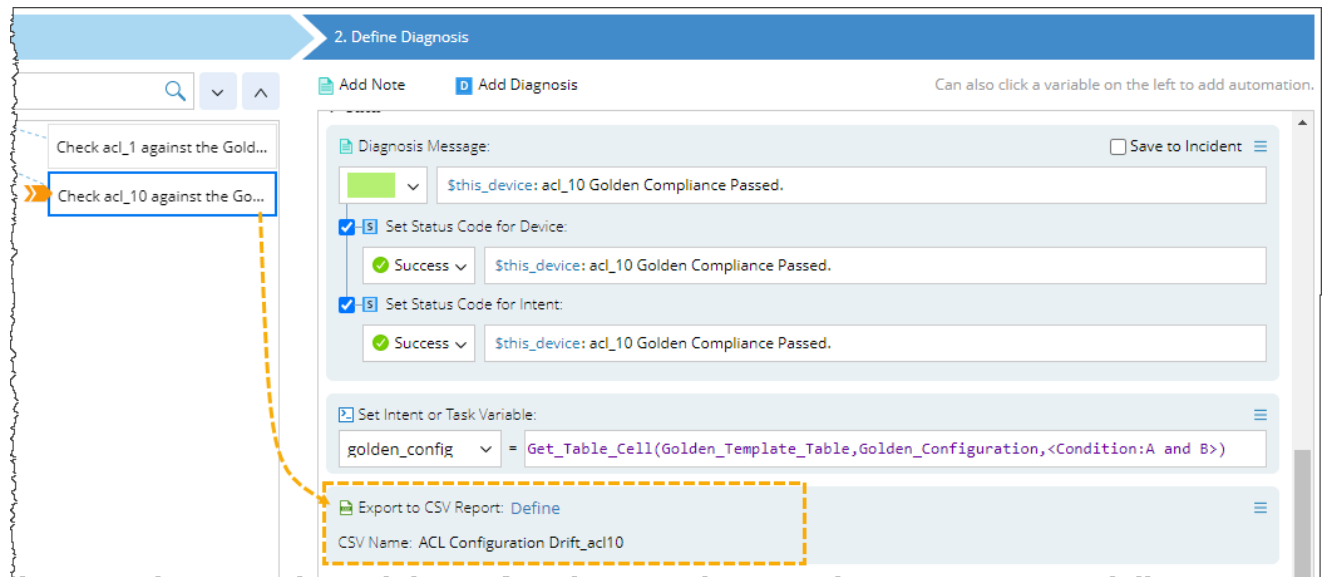 2. Define Diagnosis
Add Note
D Add Diagnosis
Can also click a variable on the left to add automation.
Check acl_1 against the Gold...
Check acl_10 against the Go...
Diagnosis Message:
Save to Incident
$this_device: acl_10 Golden Compliance Passed.
S Set Status Code for Device:
Success
$this_device: acl_10 Golden Compliance Passed.
S Set Status Code for Intent:
Success
$this_device: acl_10 Golden Compliance Passed.
Set Intent or Task Variable:
golden_config = Get_Table_Cell(Golden_Template_Table,Golden_Configuration,<Condition:A and B>)
Export to CSV Report: Define
CSV Name: ACL Configuration Drift_acl10